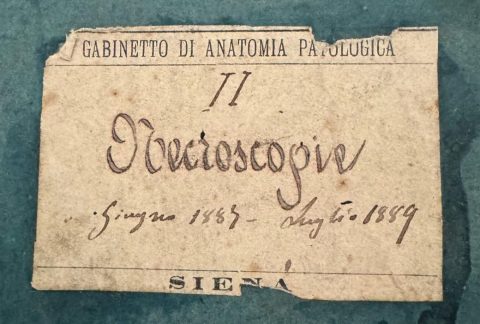 GABINETTO DI ANATOMIA PATOLOGICA
II
Necroscopie
Giugno 1887 - Luglio 1889
SIENA